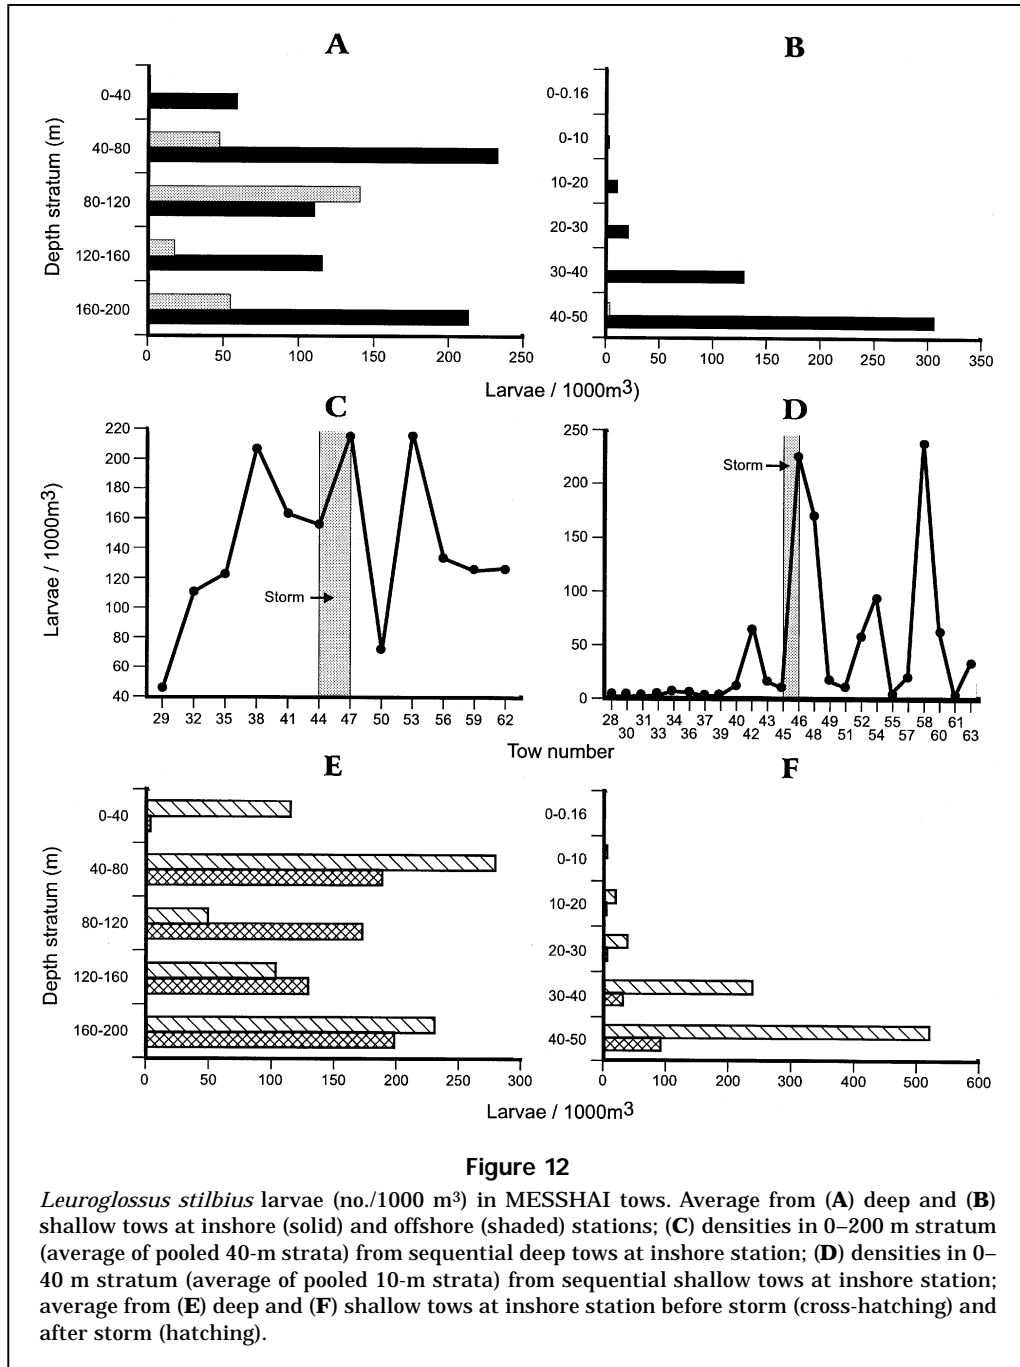 A
B
Depth stratum (m)
0-40
40-80
80-120
120-160
160-200
0 50 100 150 200 250
0-0.16
0-10
10-20
20-30
30-40
40-50
0 50 100 150 200 250 300 350
Larvae / 1000m³)
C
D
Larvae / 1000m³)
220
200
180
160
140
120
100
80
60
40
Storm
29 32 35 38 41 44 47 50 53 56 59 62
250
200
150
100
50
0
Storm
28 31 34 37 40 43 46 49 52 55 58 61
30 33 36 39 42 45 48 51 54 57 60 63
Tow number
E
F
Depth stratum (m)
0-40
40-80
80-120
120-160
160-200
0 50 100 150 200 250 300
0-0.16
0-10
10-20
20-30
30-40
40-50
0 100 200 300 400 500 600
Larvae / 1000m³
Figure 12
Leuroglossus stilbius larvae (no./1000 m³) in MESSHAI tows. Average from (A) deep and (B)
shallow tows at inshore (solid) and offshore (shaded) stations; (C) densities in 0–200 m stratum
(average of pooled 40-m strata) from sequential deep tows at inshore station; (D) densities in 0–
40 m stratum (average of pooled 10-m strata) from sequential shallow tows at inshore station;
average from (E) deep and (F) shallow tows at inshore station before storm (cross-hatching) and
after storm (hatching).